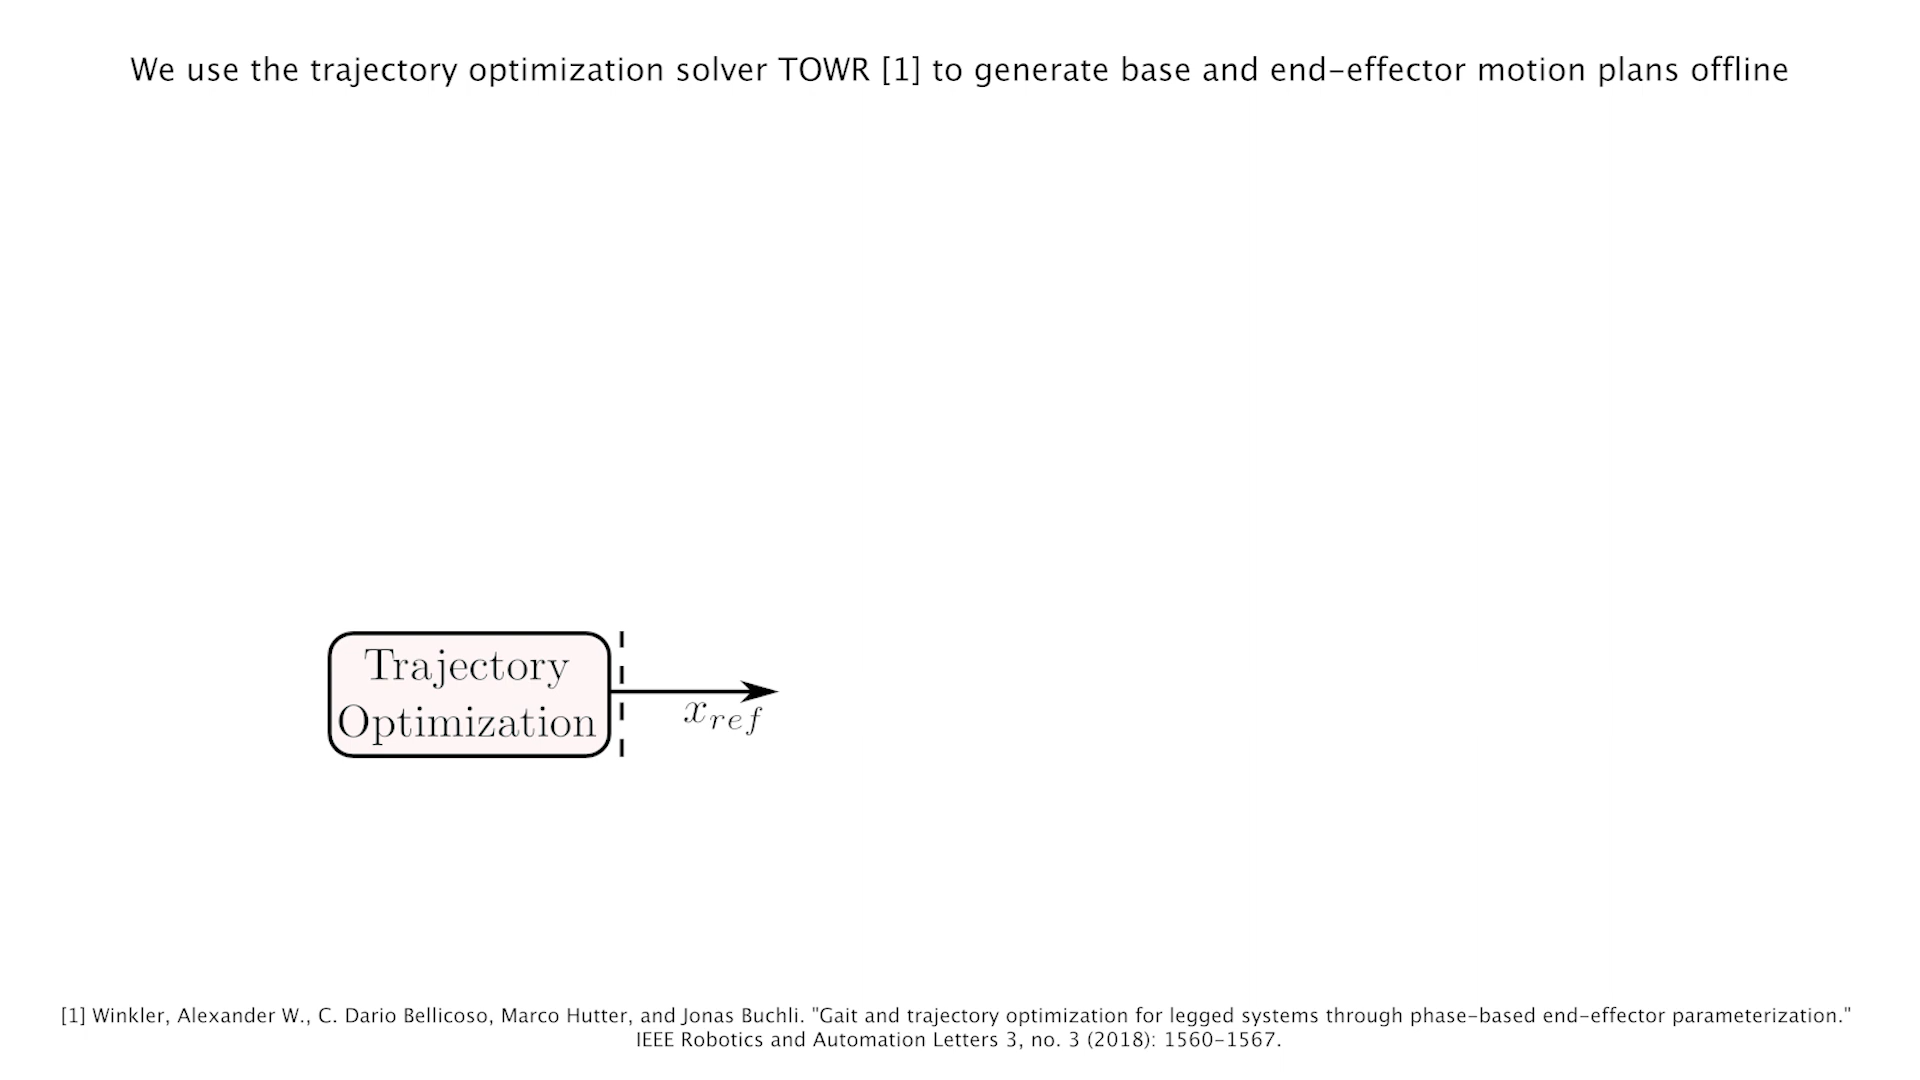 We use the trajectory optimization solver TOWR [1] to generate base and end-effector motion plans offline
Trajectory
Optimization
x_ref
[1] Winkler, Alexander W., C. Dario Bellicoso, Marco Hutter, and Jonas Buchli. "Gait and trajectory optimization for legged systems through phase-based end-effector parameterization."
IEEE Robotics and Automation Letters 3, no. 3 (2018): 1560-1567.